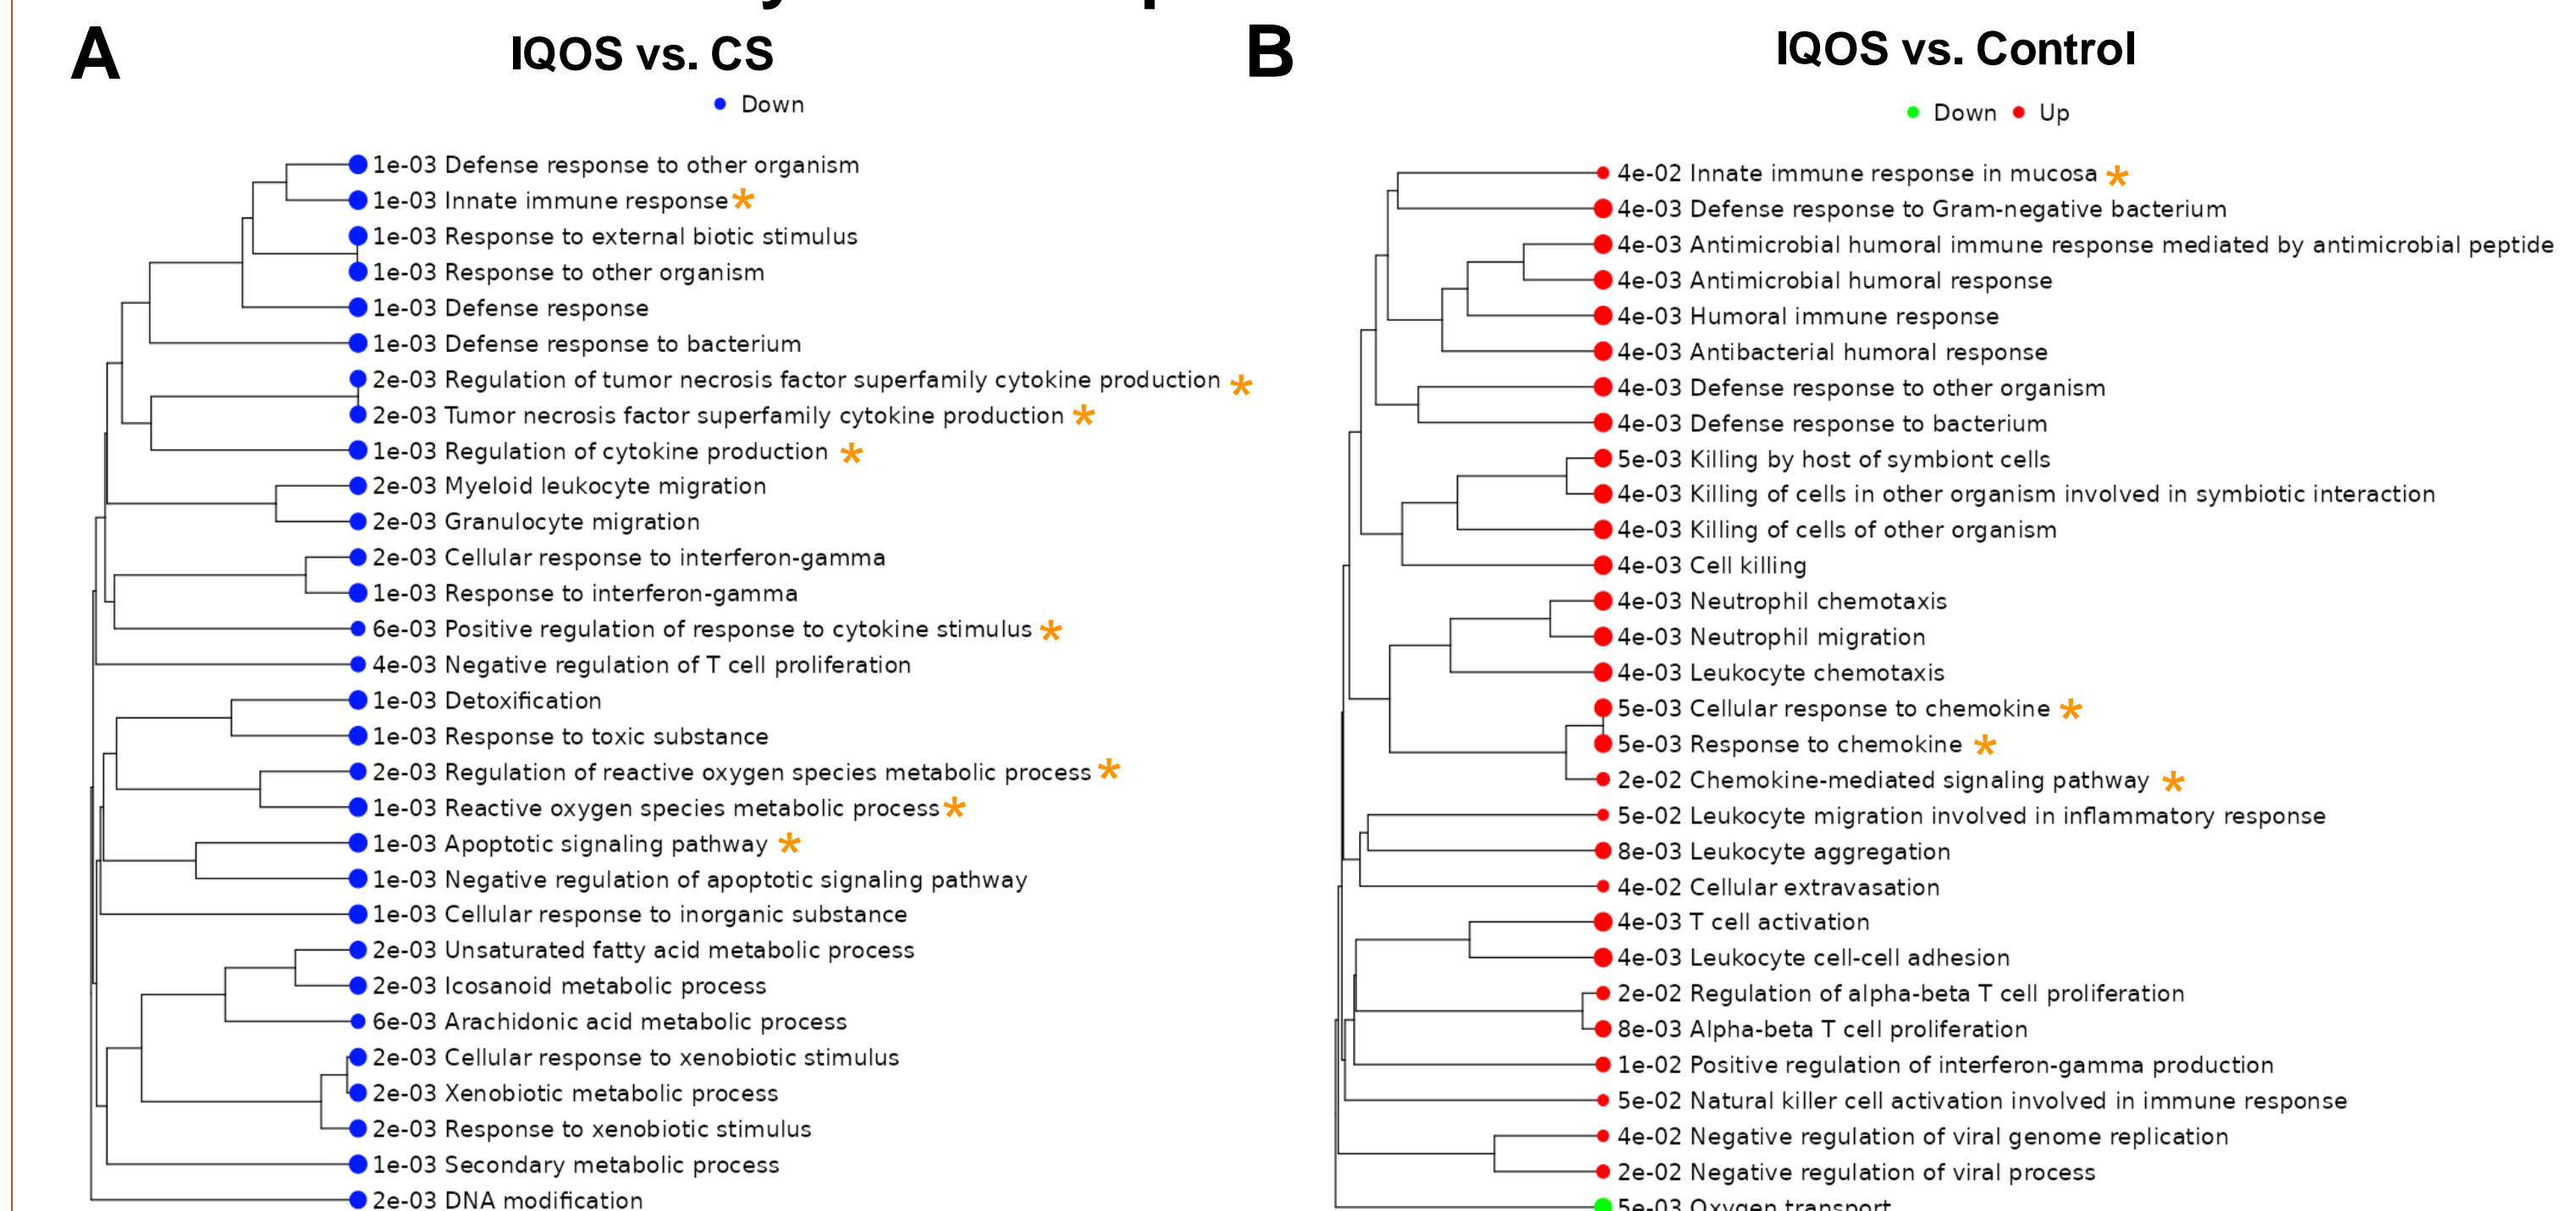 A
IQOS vs. CS
Down
1e-03 Defense response to other organism
1e-03 Innate immune response *
1e-03 Response to external biotic stimulus
1e-03 Response to other organism
1e-03 Defense response
1e-03 Defense response to bacterium
2e-03 Regulation of tumor necrosis factor superfamily cytokine production *
2e-03 Tumor necrosis factor superfamily cytokine production *
1e-03 Regulation of cytokine production *
2e-03 Myeloid leukocyte migration
2e-03 Granulocyte migration
2e-03 Cellular response to interferon-gamma
1e-03 Response to interferon-gamma
6e-03 Positive regulation of response to cytokine stimulus *
4e-03 Negative regulation of T cell proliferation
1e-03 Detoxification
1e-03 Response to toxic substance
2e-03 Regulation of reactive oxygen species metabolic process *
1e-03 Reactive oxygen species metabolic process *
1e-03 Apoptotic signaling pathway *
1e-03 Negative regulation of apoptotic signaling pathway
1e-03 Cellular response to inorganic substance
2e-03 Unsaturated fatty acid metabolic process
2e-03 Icosanoid metabolic process
6e-03 Arachidonic acid metabolic process
2e-03 Cellular response to xenobiotic stimulus
2e-03 Xenobiotic metabolic process
2e-03 Response to xenobiotic stimulus
1e-03 Secondary metabolic process
2e-03 DNA modification
B
IQOS vs. Control
Down Up
4e-02 Innate immune response in mucosa *
4e-03 Defense response to Gram-negative bacterium
4e-03 Antimicrobial humoral immune response mediated by antimicrobial peptide
4e-03 Antimicrobial humoral response
4e-03 Humoral immune response
4e-03 Antibacterial humoral response
4e-03 Defense response to other organism
4e-03 Defense response to bacterium
5e-03 Killing by host of symbiont cells
4e-03 Killing of cells in other organism involved in symbiotic interaction
4e-03 Killing of cells of other organism
4e-03 Cell killing
4e-03 Neutrophil chemotaxis
4e-03 Neutrophil migration
4e-03 Leukocyte chemotaxis
5e-03 Cellular response to chemokine *
5e-03 Response to chemokine *
2e-02 Chemokine-mediated signaling pathway *
5e-02 Leukocyte migration involved in inflammatory response
8e-03 Leukocyte aggregation
4e-02 Cellular extravasation
4e-03 T cell activation
4e-03 Leukocyte cell-cell adhesion
2e-02 Regulation of alpha-beta T cell proliferation
8e-03 Alpha-beta T cell proliferation
1e-02 Positive regulation of interferon-gamma production
5e-02 Natural killer cell activation involved in immune response
4e-02 Negative regulation of viral genome replication
2e-02 Negative regulation of viral process
5e-03 Oxygen transport